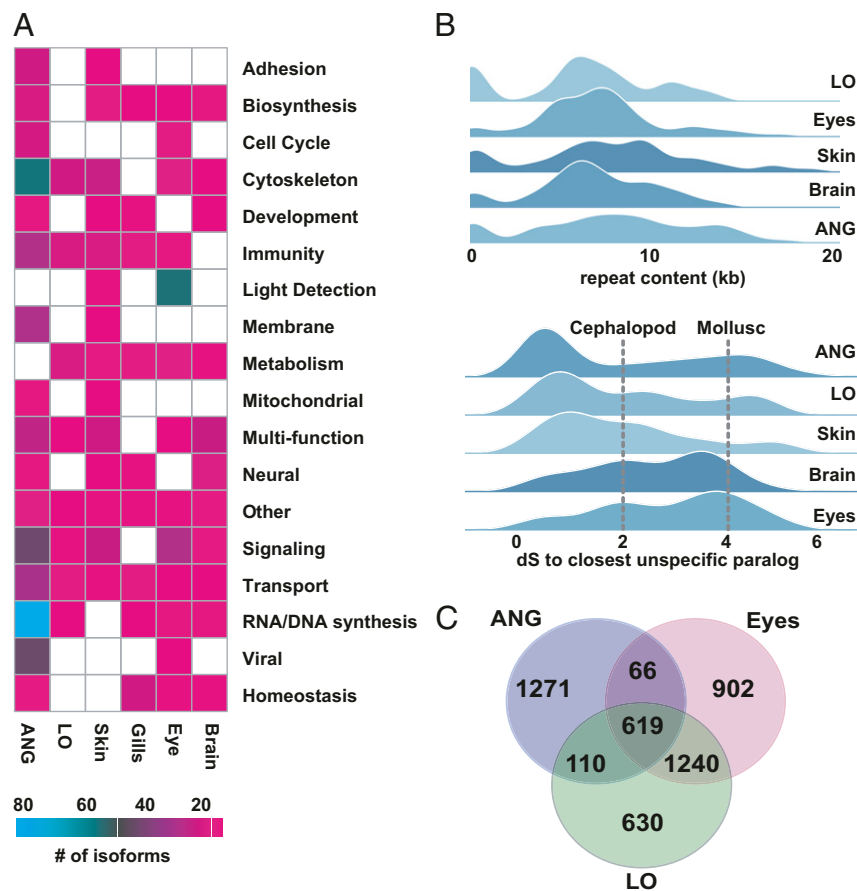 A
Adhesion
Biosynthesis
Cell Cycle
Cytoskeleton
Development
Immunity
Light Detection
Membrane
Metabolism
Mitochondrial
Multi-function
Neural
Other
Signaling
Transport
RNA/DNA synthesis
Viral
Homeostasis
ANG LO Skin Gills Eye Brain
80 60 40 20
# of isoforms
B
LO
Eyes
Skin
Brain
ANG
0 10 20
repeat content (kb)
Cephalopod Mollusc
ANG
LO
Skin
Brain
Eyes
0 2 4 6
dS to closest unspecific paralog
C
ANG
Eyes
1271 66 902
619
110 1240
630
LO